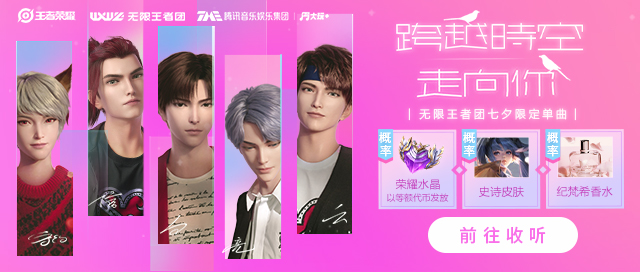 王者荣耀 WXWZ 无限王者团 TME 腾讯音乐娱乐集团
跨越時空
走向你
无限王者团七夕限定单曲
概率 概率 概率
荣耀水晶 史诗皮肤 纪梵希香水
以等额代币发放
前往收听
云
亮